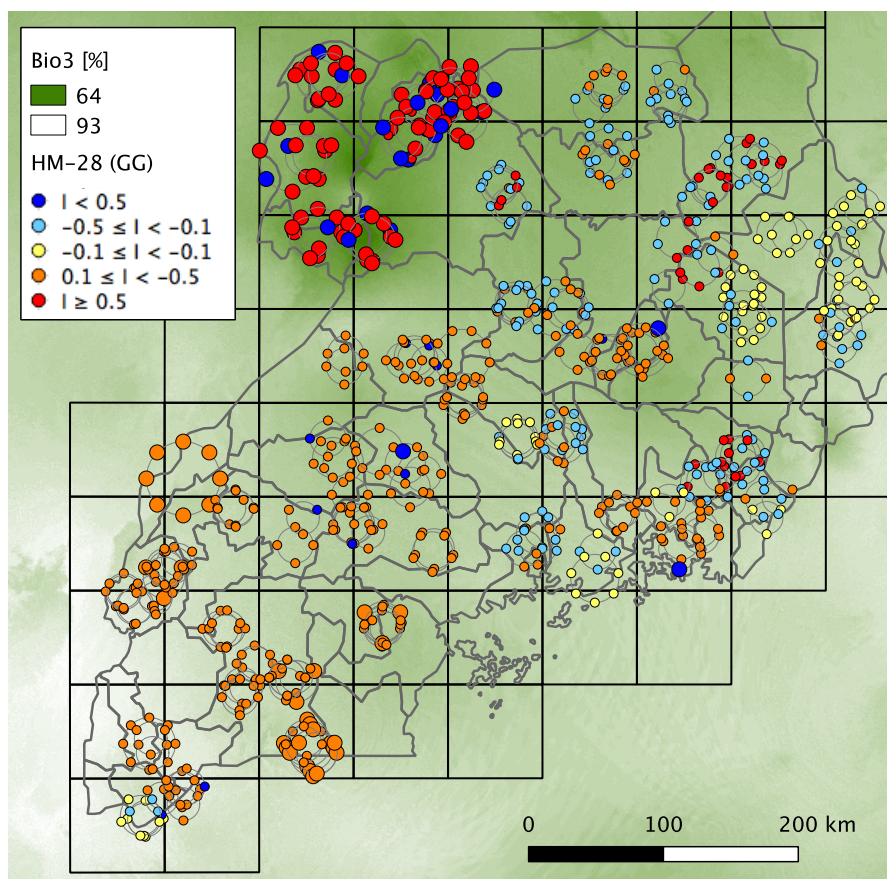 Bio3 [%]
64
93
HM-28 (GG)
I < 0.5
−0.5 ≤ I < −0.1
−0.1 ≤ I < −0.1
0.1 ≤ I < −0.5
I ≥ 0.5
0 100 200 km